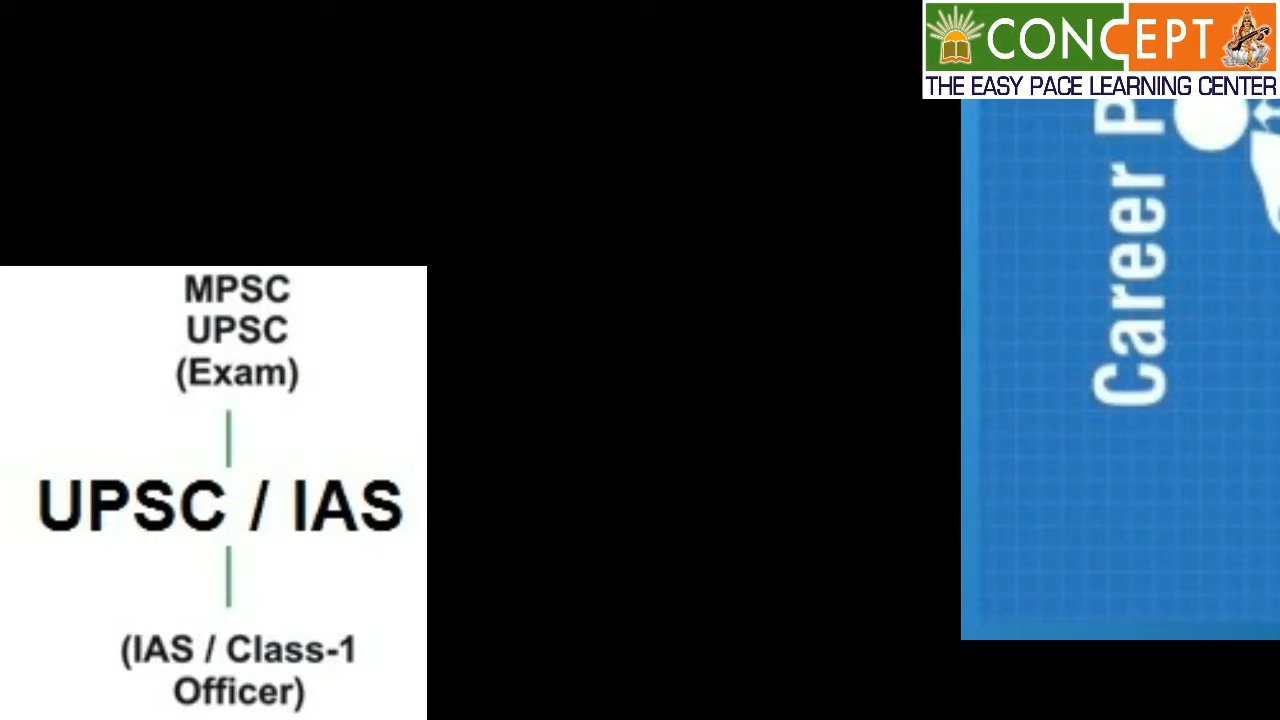 CONCEPT
THE EASY PACE LEARNING CENTER
Career P
MPSC
UPSC
(Exam)
UPSC / IAS
(IAS / Class-1
Officer)